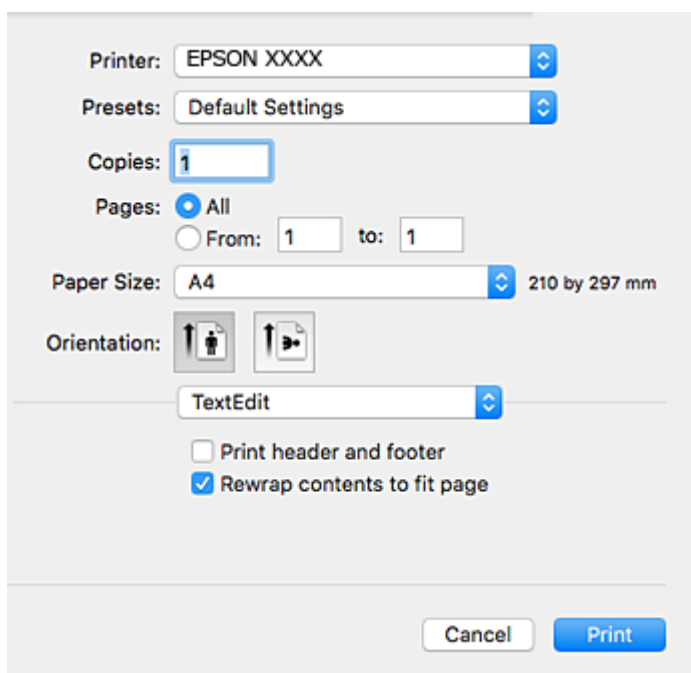 Printer: EPSON XXXX
Presets: Default Settings
Copies: 1
Pages: All
From: 1 to: 1
Paper Size: A4 210 by 297 mm
Orientation:
TextEdit
Print header and footer
Rewrap contents to fit page
Cancel Print